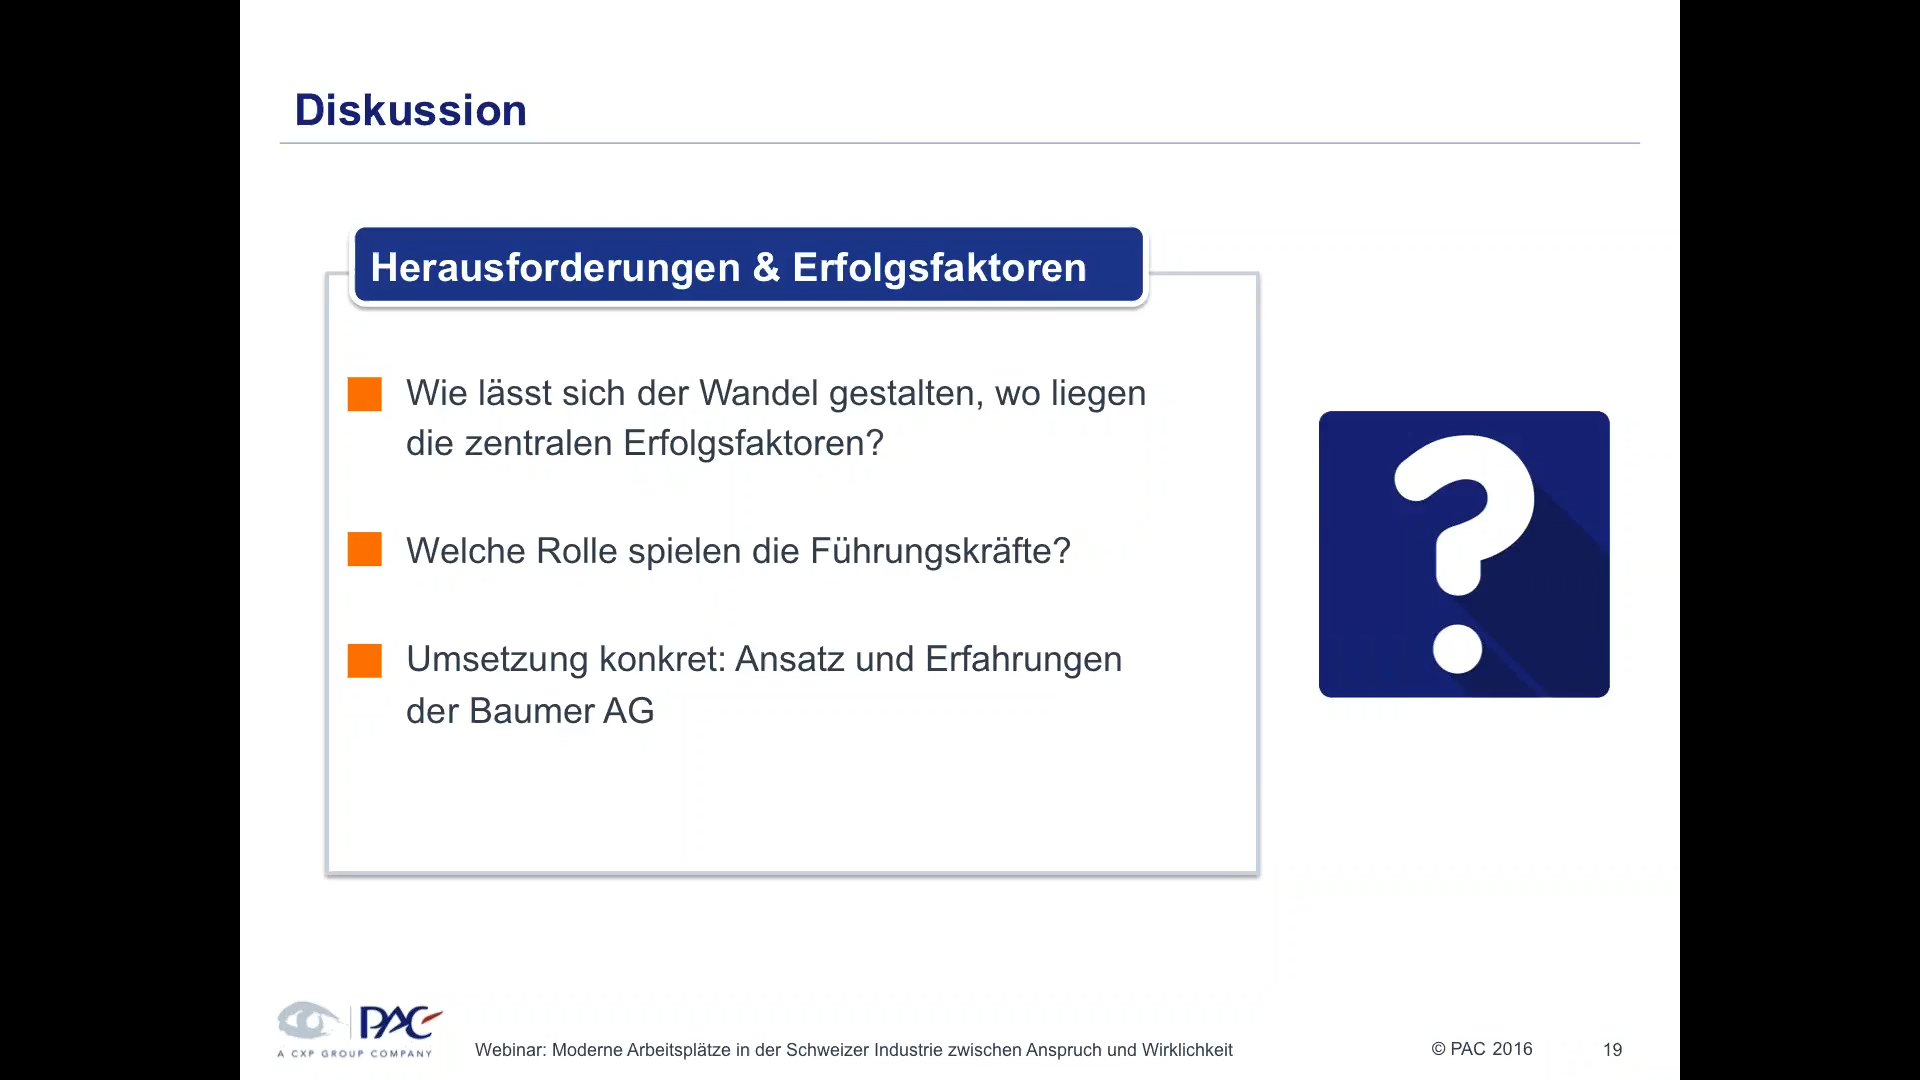 Diskussion
Herausforderungen & Erfolgsfaktoren
Wie lässt sich der Wandel gestalten, wo liegen
die zentralen Erfolgsfaktoren?
Welche Rolle spielen die Führungskräfte?
Umsetzung konkret: Ansatz und Erfahrungen
der Baumer AG
?
PAC
A CXP GROUP COMPANY
Webinar: Moderne Arbeitsplätze in der Schweizer Industrie zwischen Anspruch und Wirklichkeit
© PAC 2016
19